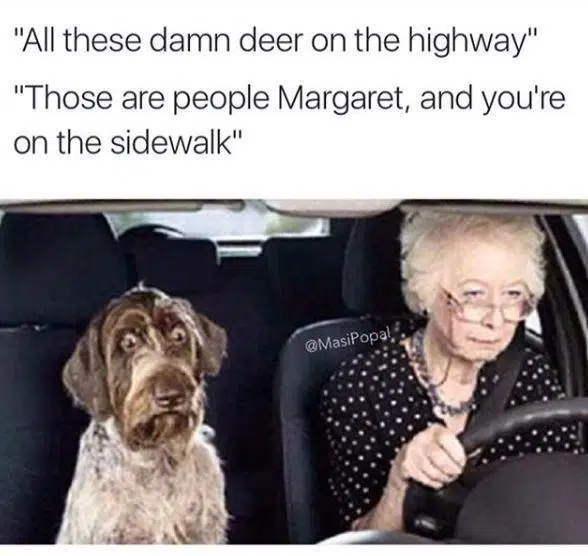 "All these damn deer on the highway"
"Those are people Margaret, and you're
on the sidewalk"
@MasiPopal